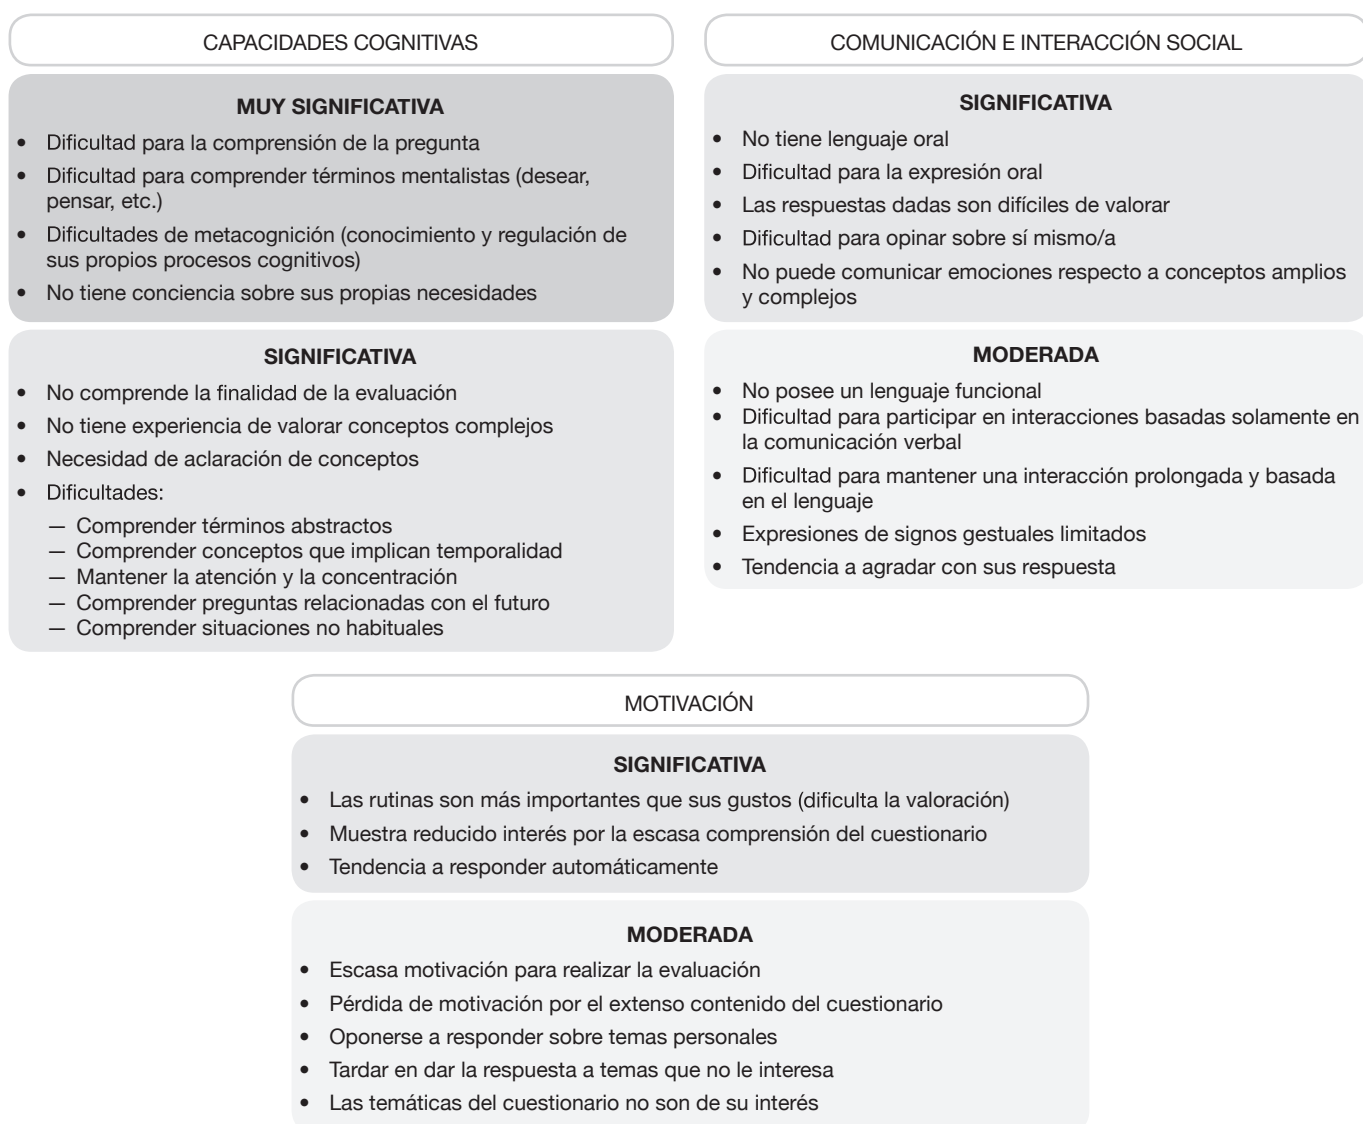 CAPACIDADES COGNITIVAS
MUY SIGNIFICATIVA
• Dificultad para la comprensión de la pregunta
• Dificultad para comprender términos mentalistas (desear,
pensar, etc.)
• Dificultades de metacognición (conocimiento y regulación de
sus propios procesos cognitivos)
• No tiene conciencia sobre sus propias necesidades
SIGNIFICATIVA
• No comprende la finalidad de la evaluación
• No tiene experiencia de valorar conceptos complejos
• Necesidad de aclaración de conceptos
• Dificultades:
— Comprender términos abstractos
— Comprender conceptos que implican temporalidad
— Mantener la atención y la concentración
— Comprender preguntas relacionadas con el futuro
— Comprender situaciones no habituales
COMUNICACIÓN E INTERACCIÓN SOCIAL
SIGNIFICATIVA
• No tiene lenguaje oral
• Dificultad para la expresión oral
• Las respuestas dadas son difíciles de valorar
• Dificultad para opinar sobre sí mismo/a
• No puede comunicar emociones respecto a conceptos amplios
y complejos
MODERADA
• No posee un lenguaje funcional
• Dificultad para participar en interacciones basadas solamente en
la comunicación verbal
• Dificultad para mantener una interacción prolongada y basada
en el lenguaje
• Expresiones de signos gestuales limitados
• Tendencia a agradar con sus respuesta
MOTIVACIÓN
SIGNIFICATIVA
• Las rutinas son más importantes que sus gustos (dificulta la valoración)
• Muestra reducido interés por la escasa comprensión del cuestionario
• Tendencia a responder automáticamente
MODERADA
• Escasa motivación para realizar la evaluación
• Pérdida de motivación por el extenso contenido del cuestionario
• Oponerse a responder sobre temas personales
• Tardar en dar la respuesta a temas que no le interesa
• Las temáticas del cuestionario no son de su interés